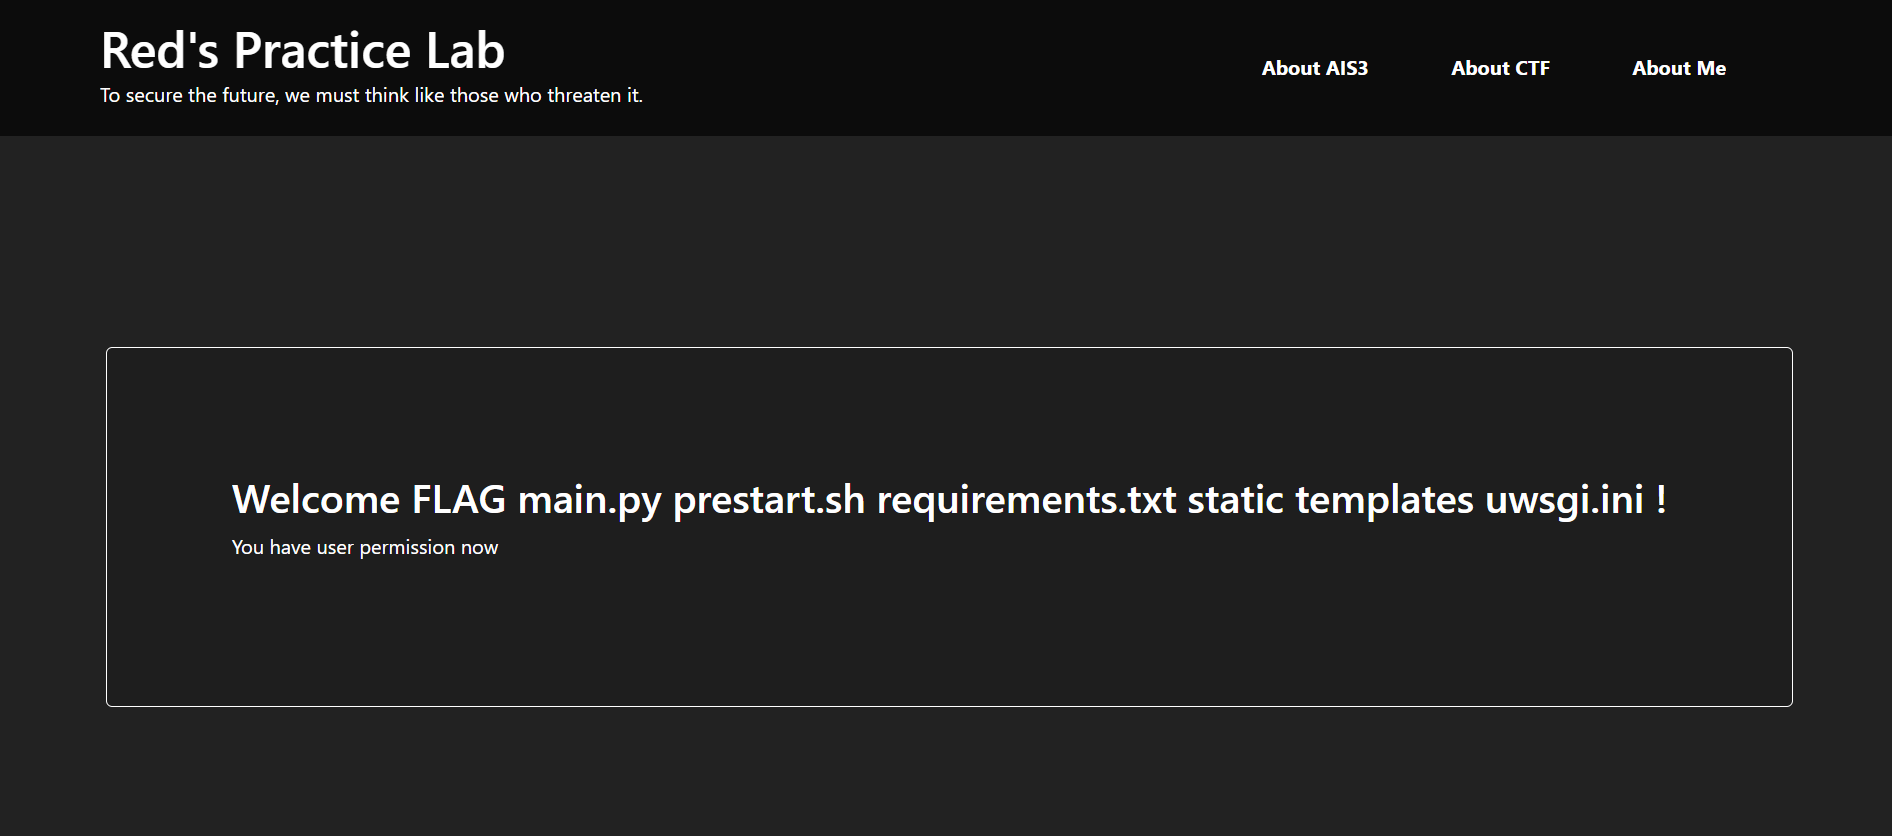 Red's Practice Lab
To secure the future, we must think like those who threaten it.
About AIS3
About CTF
About Me
Welcome FLAG main.py prestart.sh requirements.txt static templates uwsgi.ini !
You have user permission now